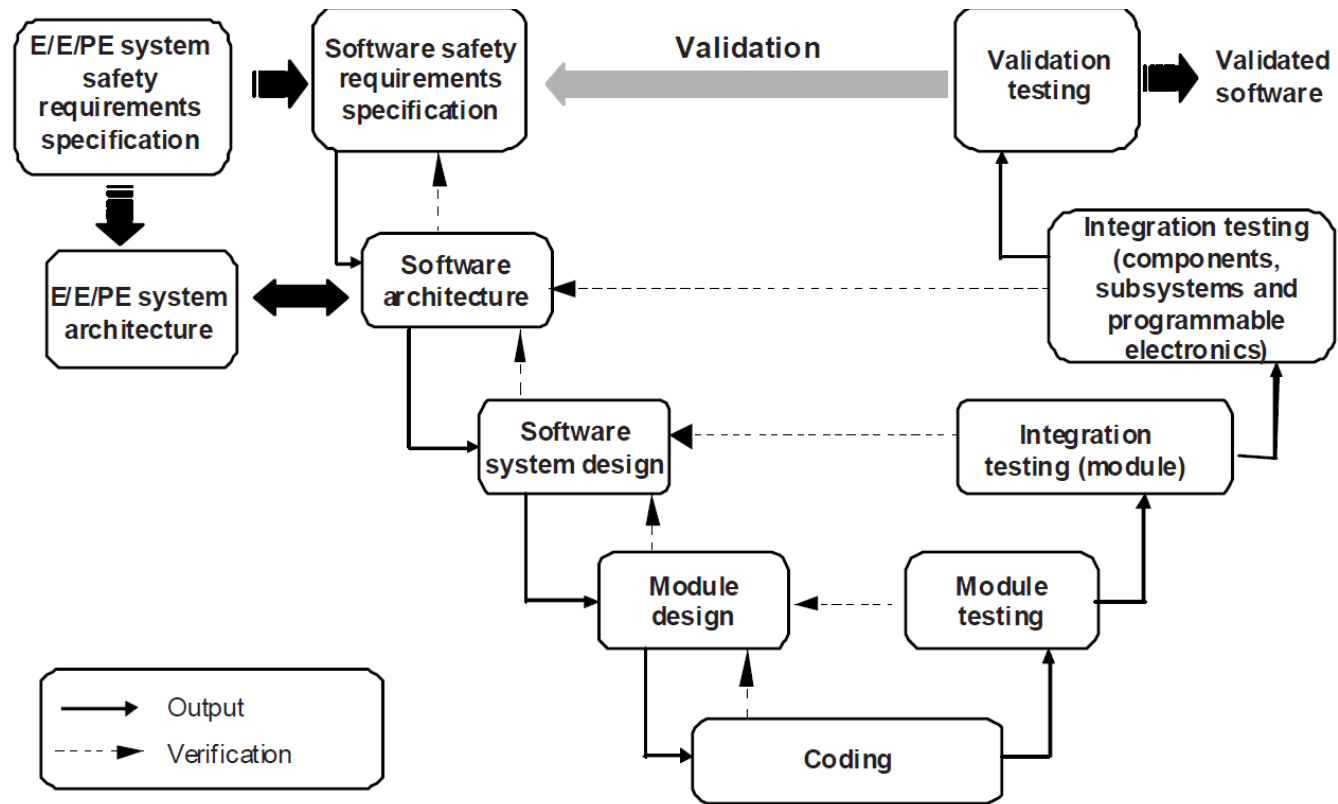 E/E/PE system
safety
requirements
specification
Software safety
requirements
specification
Validation
Validation
testing
Validated
software
E/E/PE system
architecture
Software
architecture
Integration testing
(components,
subsystems and
programmable
electronics)
Software
system design
Integration
testing (module)
Module
design
Module
testing
Coding
Output
Verification